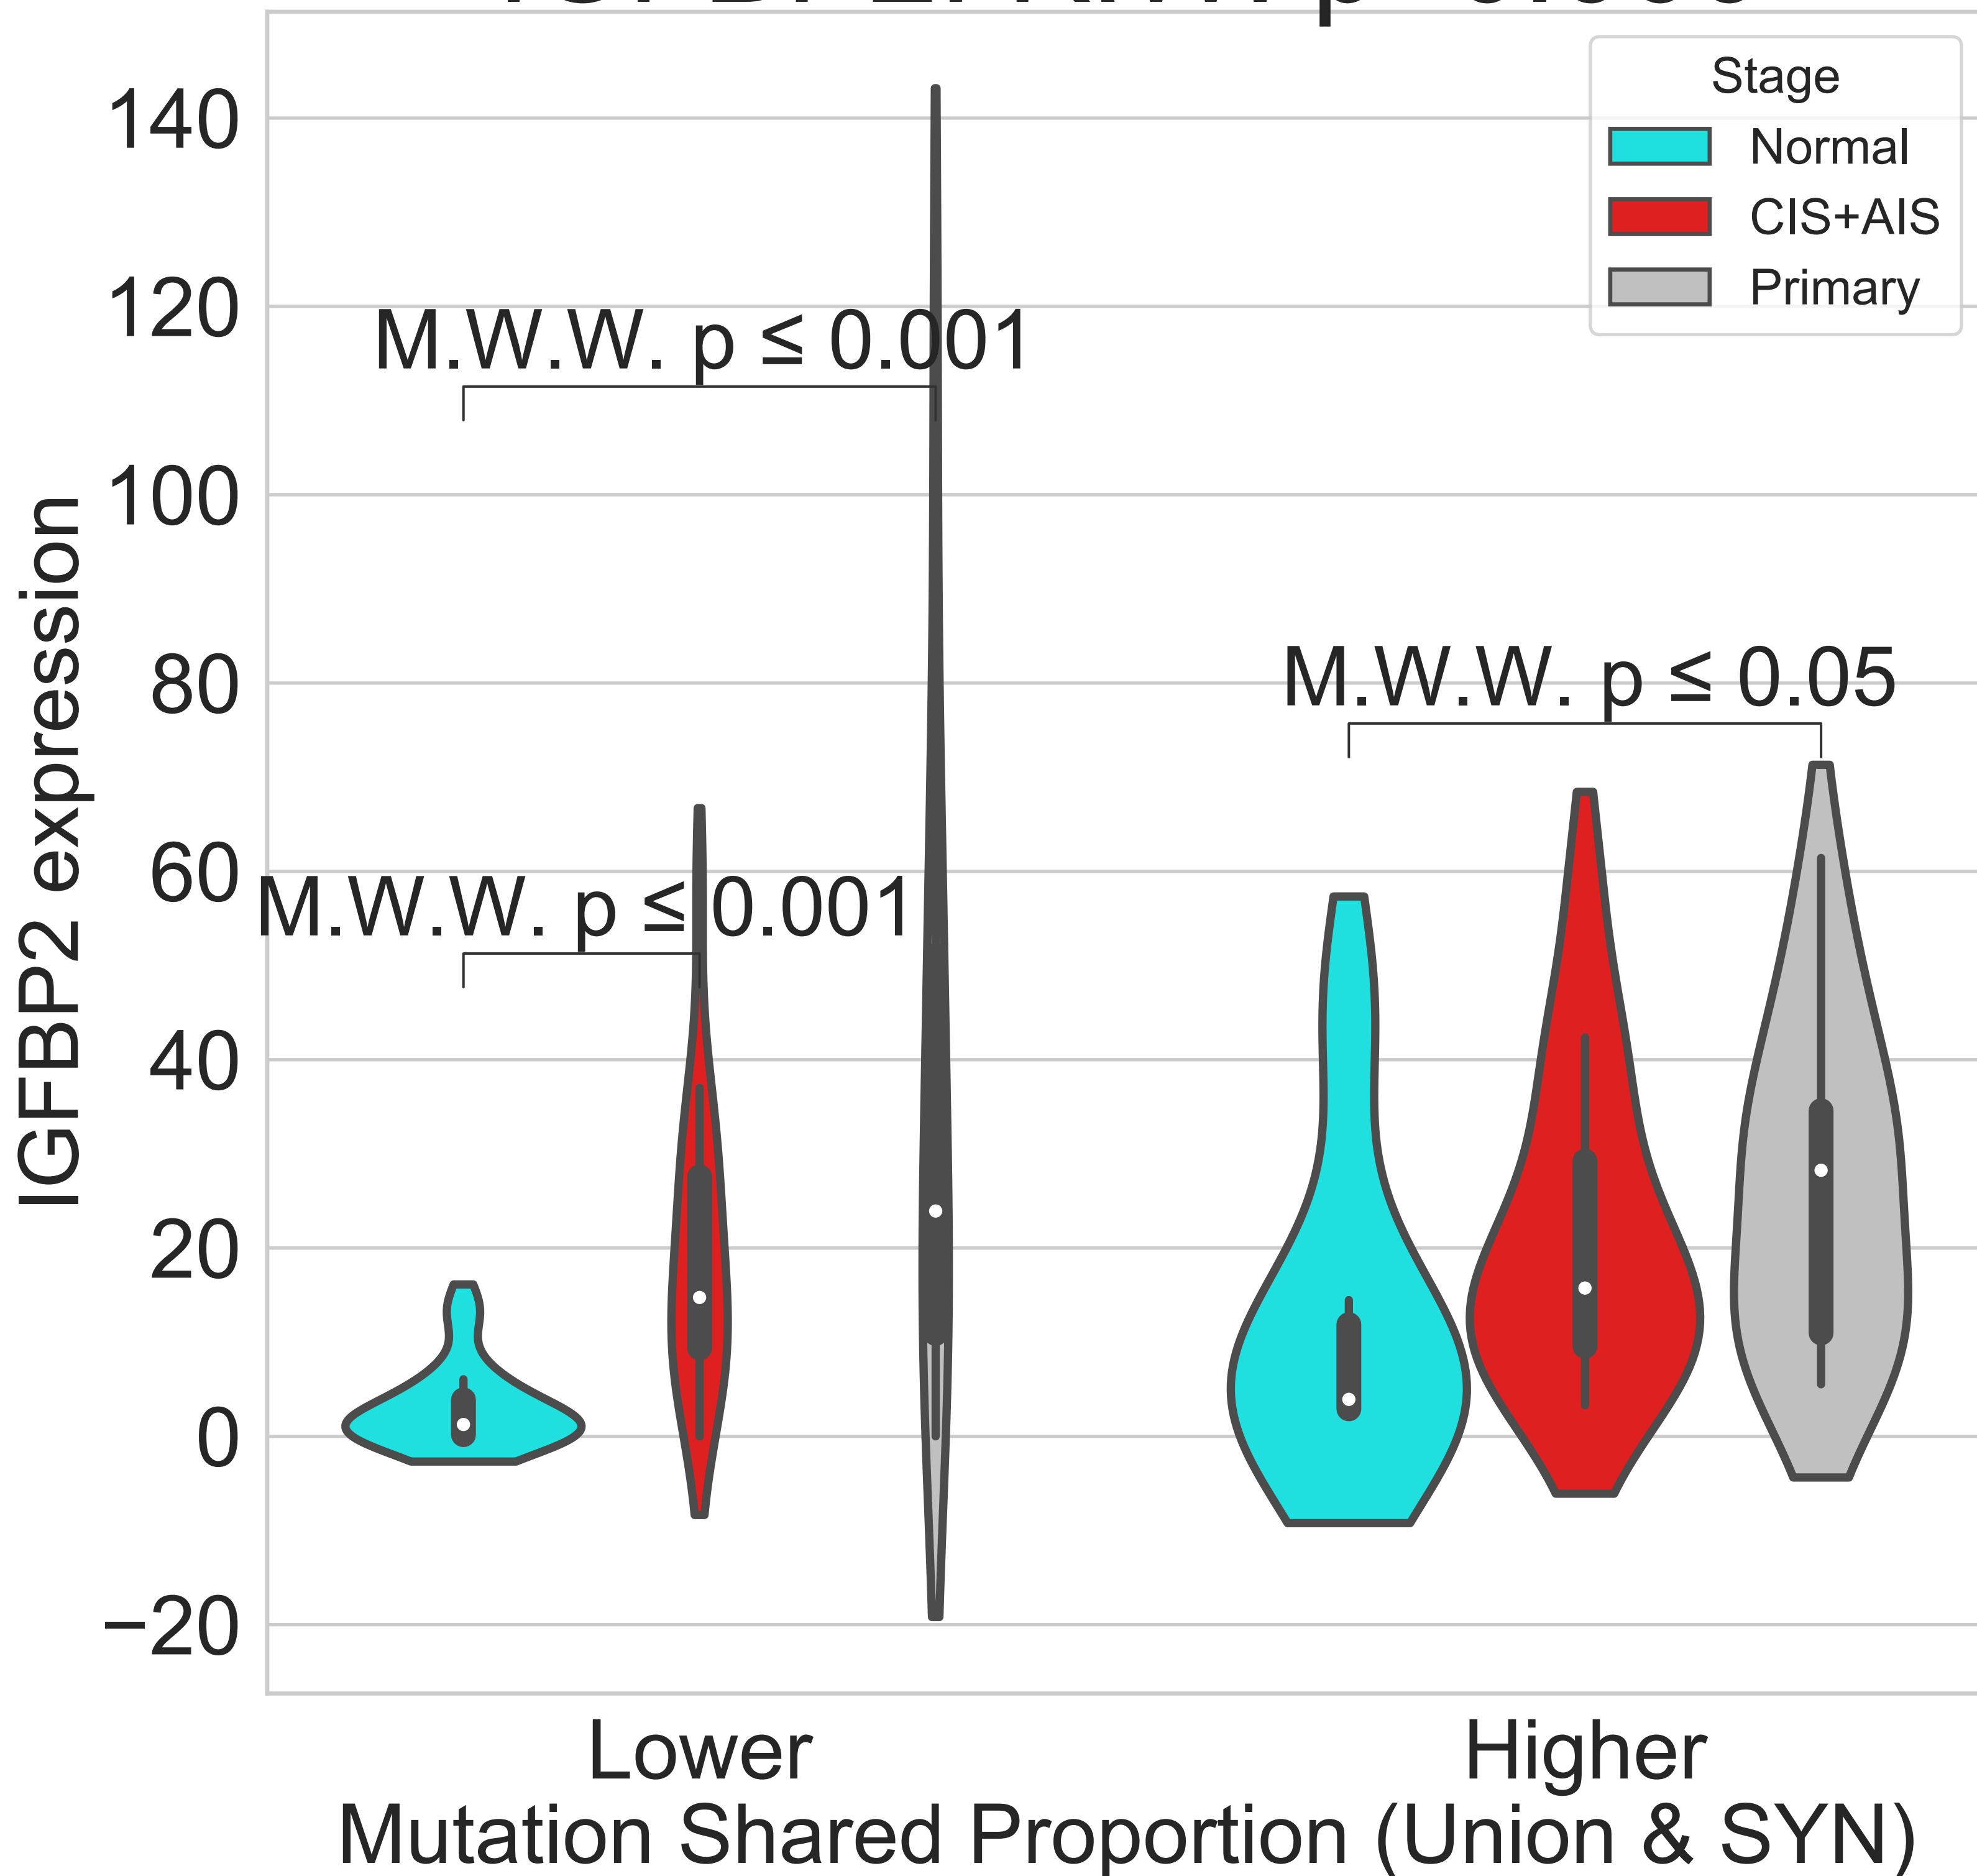 Stage
Normal
CIS+AIS
Primary
140
120
100
80
60
40
20
0
−20
IGFBP2 expression
M.W.W. p ≤ 0.001
M.W.W. p ≤ 0.05
M.W.W. p ≤ 0.001
Lower
Higher
Mutation Shared Proportion (Union & SYN)